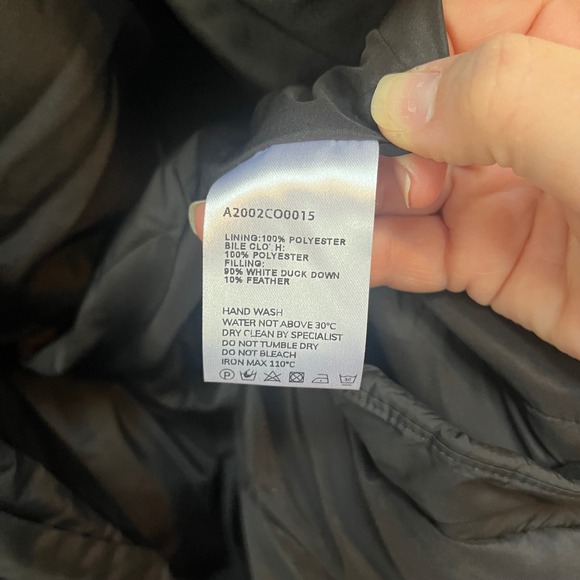 A2002CO0015
LINING:100% POLYESTER
BILE CLO H:
100% POLYESTER
FILLING:
90% WHITE DUCK DOWN
10% FEATHER
HAND WASH
WATER NOT ABOVE 30°C
DRY CLEAN BY SPECIALIST
DO NOT TUMBLE DRY
DO NOT BLEACH
IRON MAX 110°C
P